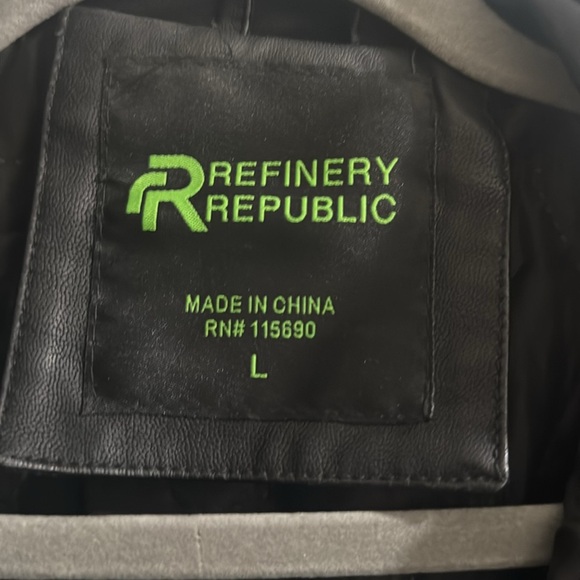 REFINERY
REPUBLIC
MADE IN CHINA
RN# 115690
L